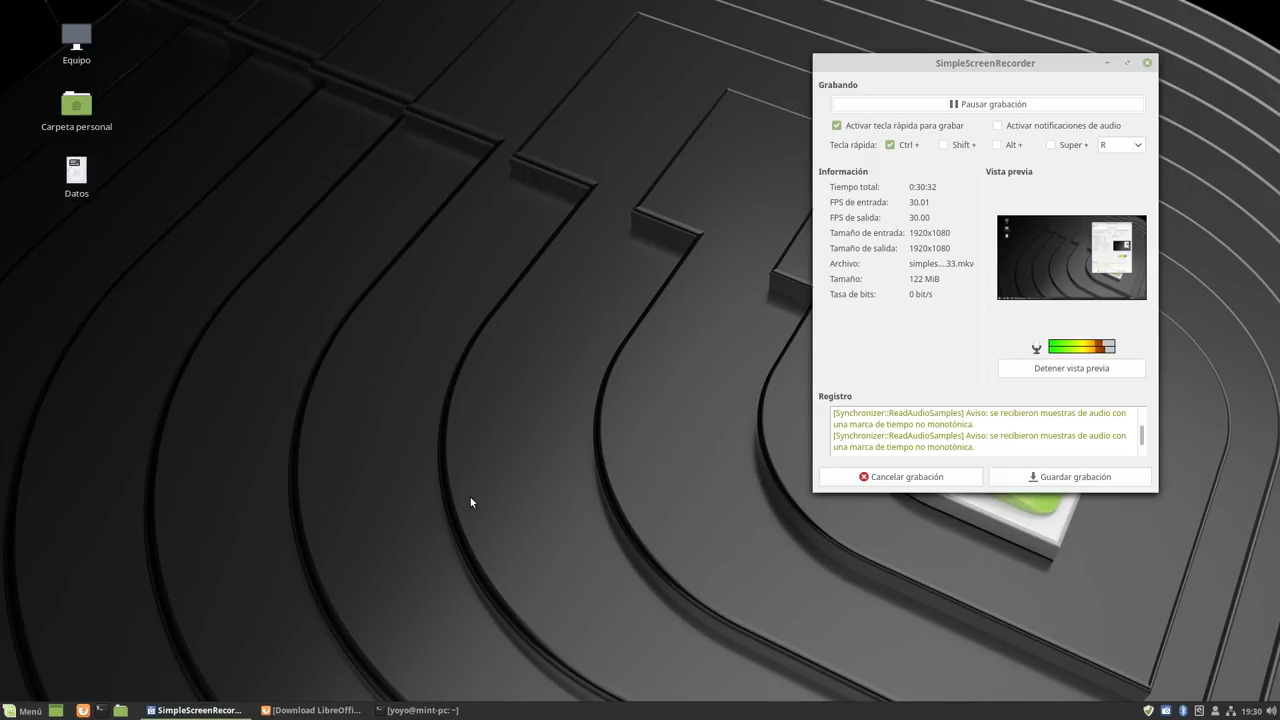 Equipo
Carpeta personal
Datos
SimpleScreenRecorder
Grabando
Pausar grabación
Activar tecla rápida para grabar
Activar notificaciones de audio
Tecla rápida: Ctrl + Shift + Alt + Super + R
Información
Vista previa
Tiempo total: 0:30:32
FPS de entrada: 30.01
FPS de salida: 30.00
Tamaño de entrada: 1920x1080
Tamaño de salida: 1920x1080
Archivo: simples....33.mkv
Tamaño: 122 MiB
Tasa de bits: 0 bit/s
Detener vista previa
Registro
[Synchronizer::ReadAudioSamples] Aviso: se recibieron muestras de audio con
una marca de tiempo no monotónica.
[Synchronizer::ReadAudioSamples] Aviso: se recibieron muestras de audio con
una marca de tiempo no monotónica.
Cancelar grabación
Guardar grabación
Menú
SimpleScreenRecor...
[Download LibreOffi...
[yoyo@mint-pc: ~]
19:30